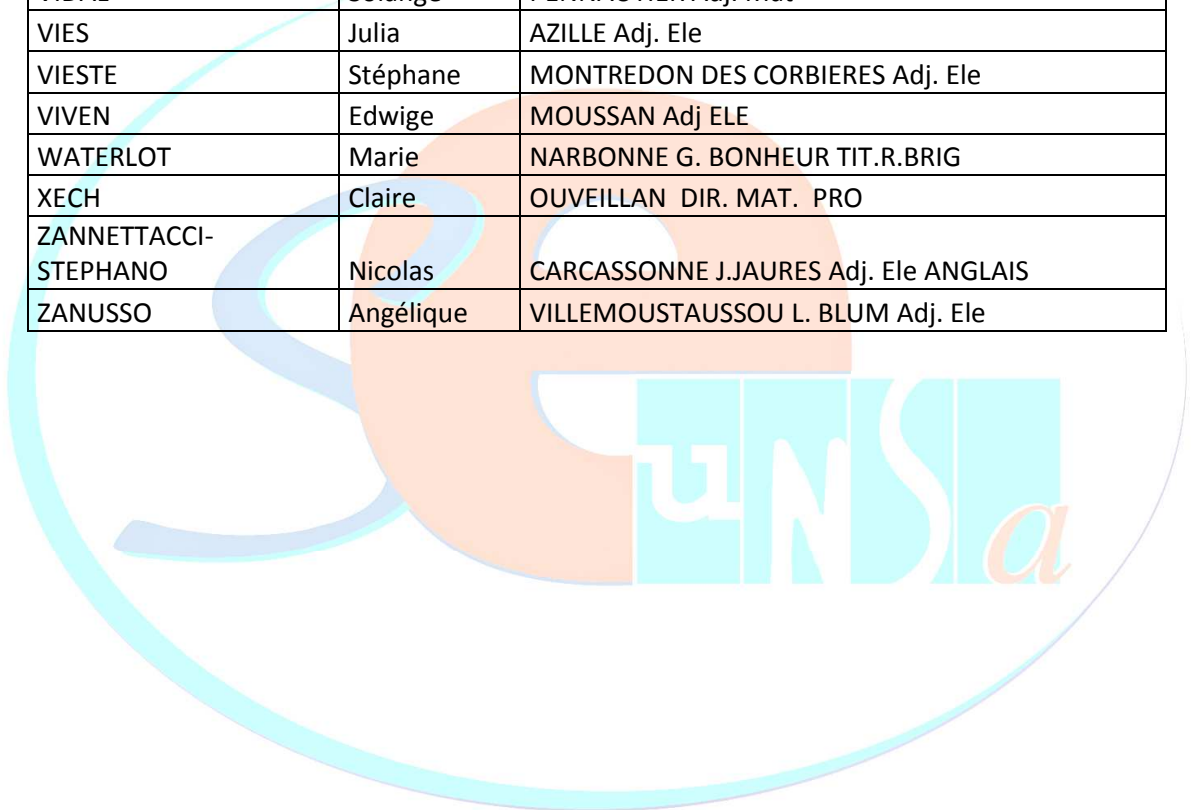 VIES Julia AZILLE Adj. Ele
VIESTE Stéphane MONTREDON DES CORBIERES Adj. Ele
VIVEN Edwige MOUSSAN Adj ELE
WATERLOT Marie NARBONNE G. BONHEUR TIT.R.BRIG
XECH Claire OUVEILLAN DIR. MAT. PRO
ZANNETTACCI-
STEPHANO Nicolas CARCASSONNE J.JAURES Adj. Ele ANGLAIS
ZANUSSO Angélique VILLEMOUSTAUSSOU L. BLUM Adj. Ele
Se
uNSa